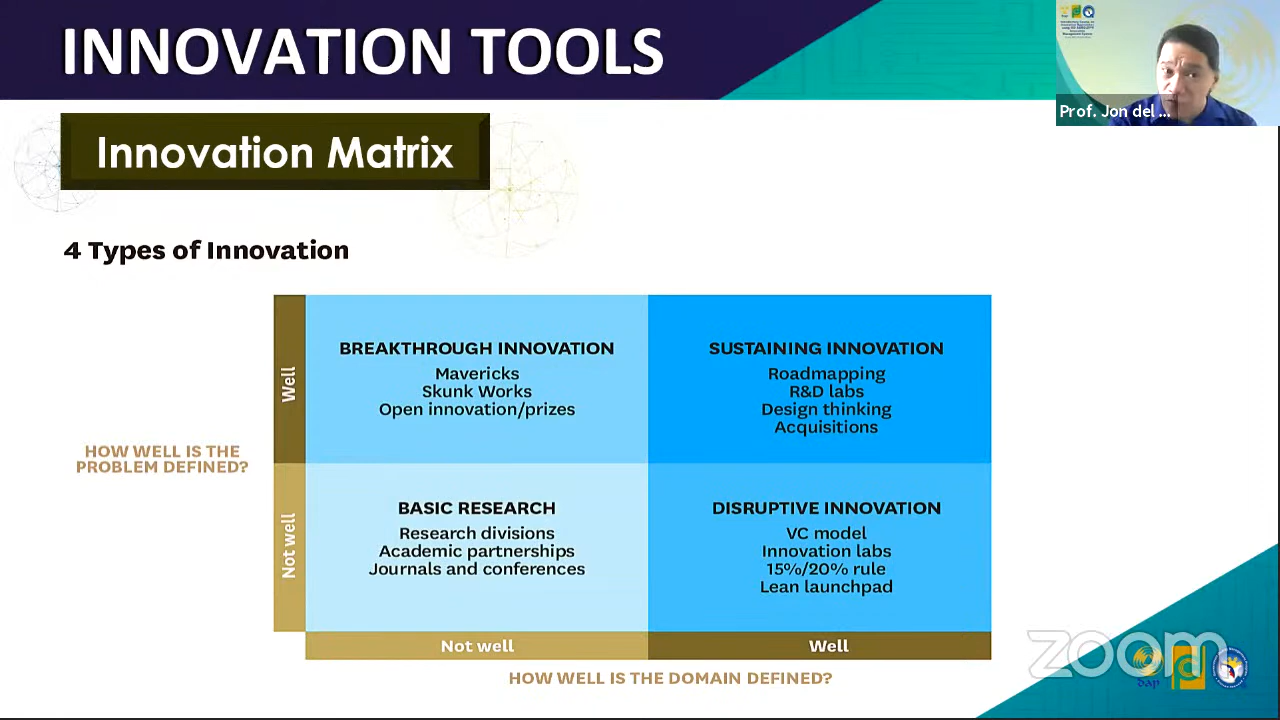 INNOVATION TOOLS
Prof. Jon del ...
Innovation Matrix
4 Types of Innovation
HOW WELL IS THE
PROBLEM DEFINED?
Well
Not well
BREAKTHROUGH INNOVATION
Mavericks
Skunk Works
Open innovation/prizes
SUSTAINING INNOVATION
Roadmapping
R&D labs
Design thinking
Acquisitions
BASIC RESEARCH
Research divisions
Academic partnerships
Journals and conferences
DISRUPTIVE INNOVATION
VC model
Innovation labs
15%/20% rule
Lean launchpad
Not well
Well
HOW WELL IS THE DOMAIN DEFINED?
zoom
dap